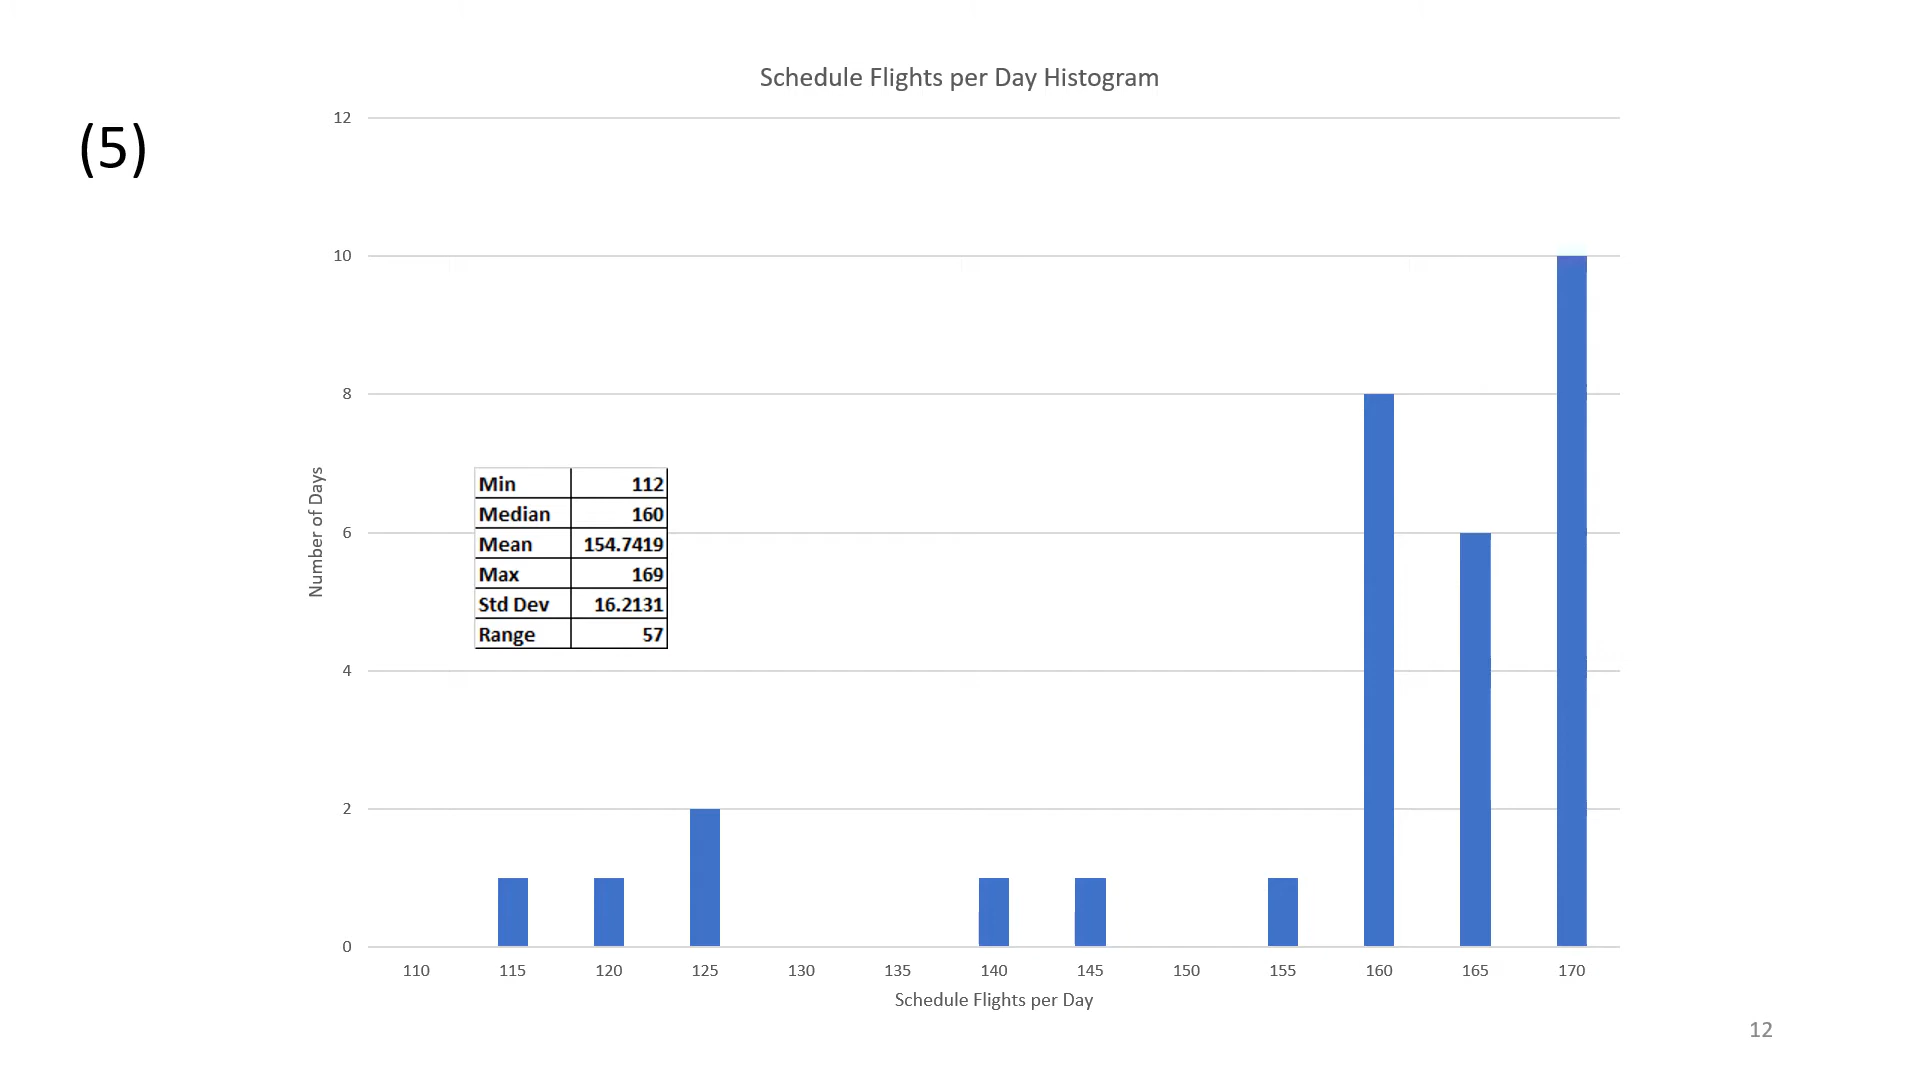 Schedule Flights per Day Histogram
(5)
12
10
8
6
4
2
0
Number of Days
Min 112
Median 160
Mean 154.7419
Max 169
Std Dev 16.2131
Range 57
110 115 120 125 130 135 140 145 150 155 160 165 170
Schedule Flights per Day
12